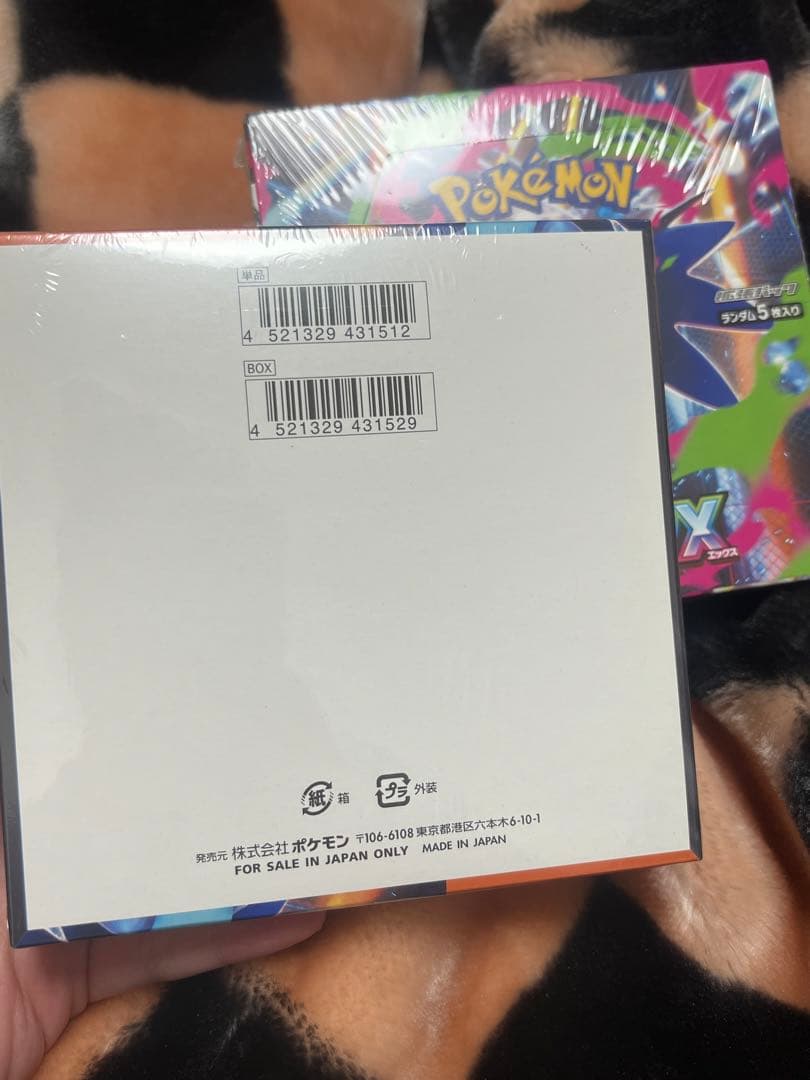 POKéMON
拡張パック
ランダム5枚入り
X
エックス
単品
4 521329 431512
BOX
4 521329 431529
紙 箱
プラ 外装
発売元 株式会社ポケモン 〒106-6108 東京都港区六本木6-10-1
FOR SALE IN JAPAN ONLY MADE IN JAPAN